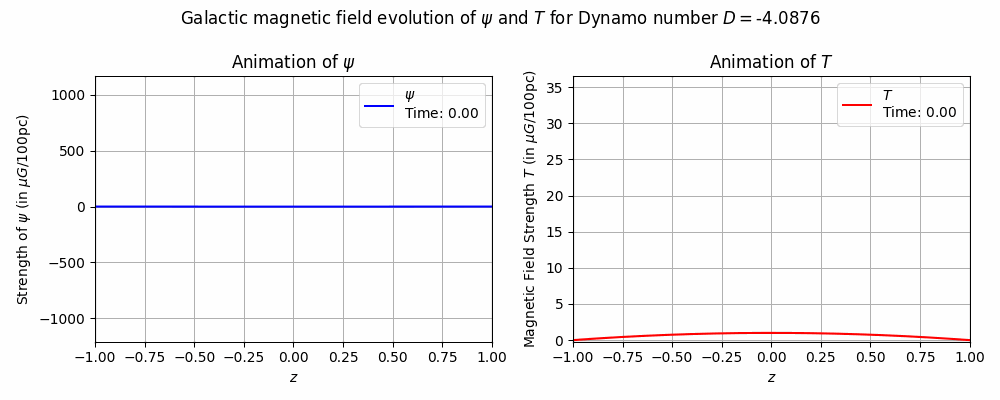 Galactic magnetic field evolution of ψ and T for Dynamo number D = -4.0876
Animation of ψ
Strength of ψ (in μG/100pc)
1000
500
0
−500
−1000
ψ
Time: 0.00
−1.00 −0.75 −0.50 −0.25 0.00 0.25 0.50 0.75 1.00
z
Animation of T
Magnetic Field Strength T (in μG/100pc)
35
30
25
20
15
10
5
0
T
Time: 0.00
−1.00 −0.75 −0.50 −0.25 0.00 0.25 0.50 0.75 1.00
z